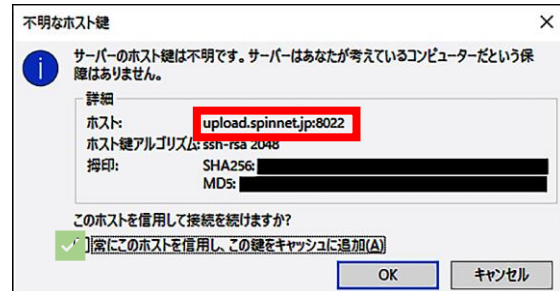 不明なホスト鍵
サーバーのホスト鍵は不明です。サーバーはあなたが考えているコンピューターだという保
障はありません。
詳細
ホスト: upload.spinnet.jp:8022
ホスト鍵アルゴリズム: ssh-rsa 2048
拇印: SHA256:
MD5:
このホストを信用して接続を続けますか?
常にこのホストを信用し、この鍵をキャッシュに追加(A)
OK キャンセル